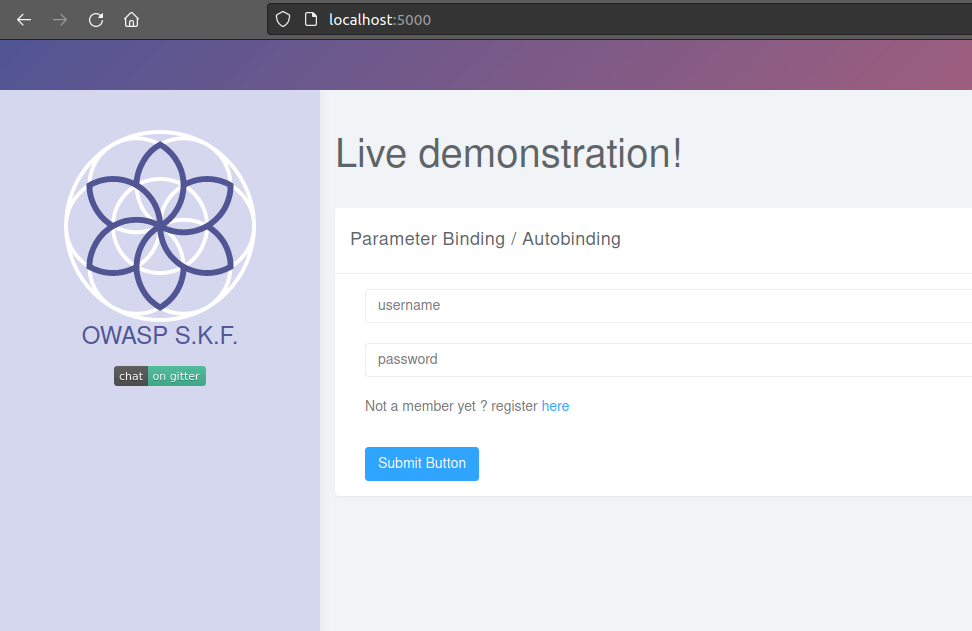 localhost:5000
OWASP S.K.F.
chat on gitter
Live demonstration!
Parameter Binding / Autobinding
username
password
Not a member yet ? register here
Submit Button